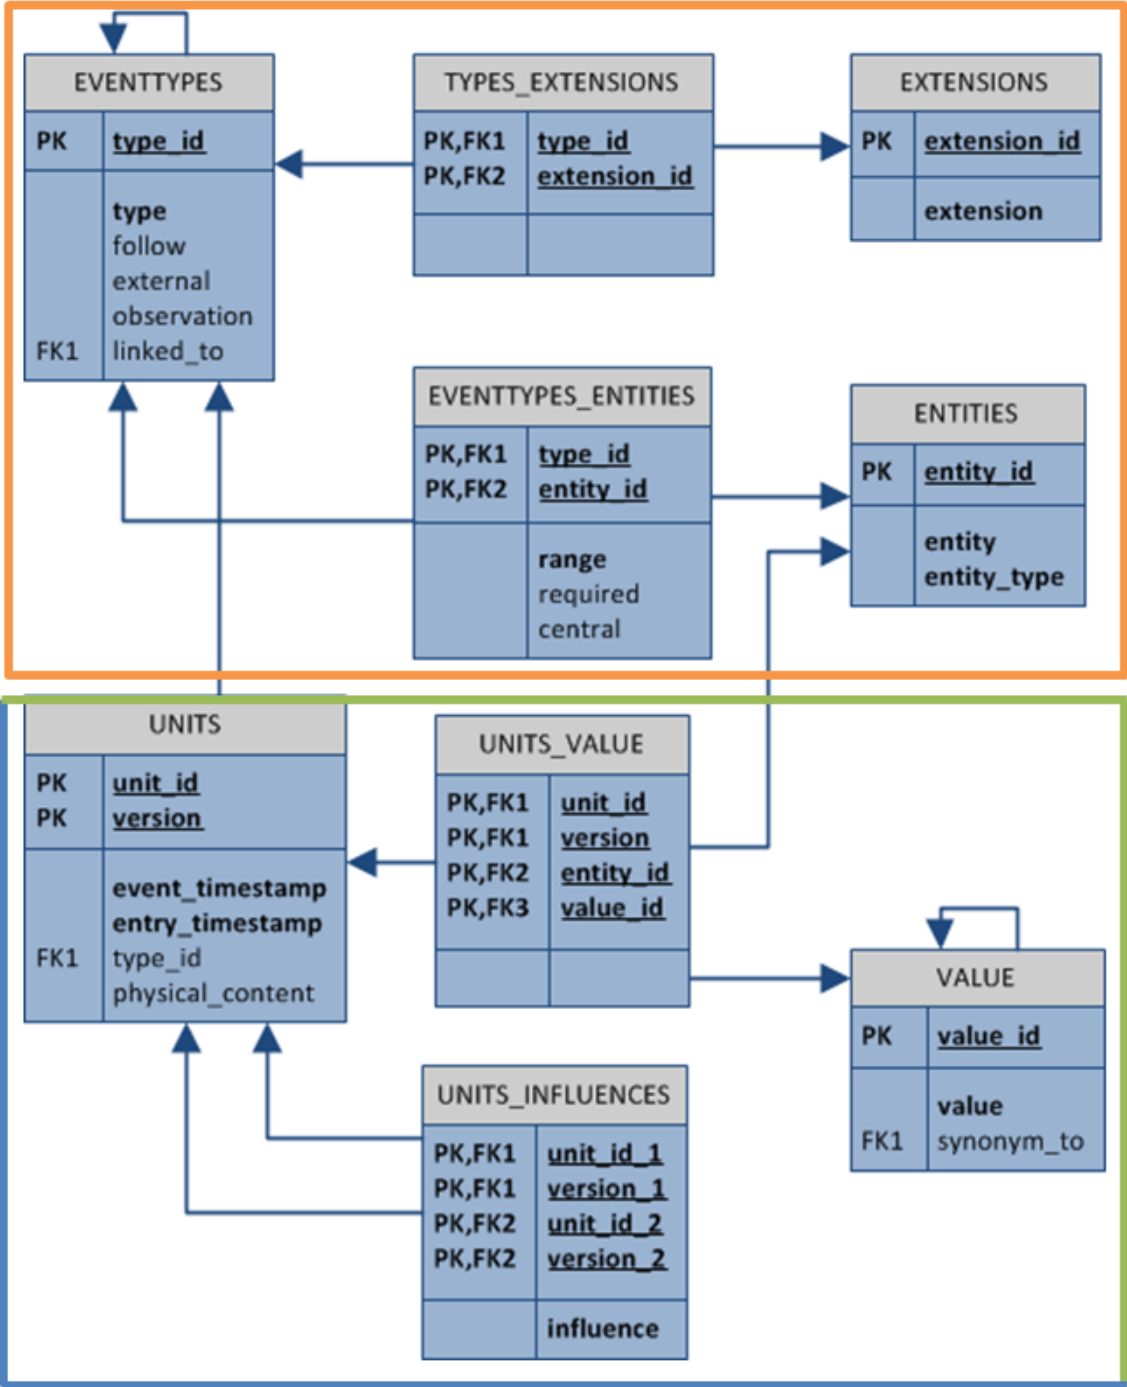 EVENTTYPES
PK type_id
type
follow
external
observation
FK1 linked_to
TYPES_EXTENSIONS
PK,FK1 type_id
PK,FK2 extension_id
EXTENSIONS
PK extension_id
extension
EVENTTYPES_ENTITIES
PK,FK1 type_id
PK,FK2 entity_id
range
required
central
ENTITIES
PK entity_id
entity
entity_type
UNITS
PK unit_id
PK version
event_timestamp
entry_timestamp
FK1 type_id
physical_content
UNITS_VALUE
PK,FK1 unit_id
PK,FK1 version
PK,FK2 entity_id
PK,FK3 value_id
VALUE
PK value_id
value
FK1 synonym_to
UNITS_INFLUENCES
PK,FK1 unit_id_1
PK,FK1 version_1
PK,FK2 unit_id_2
PK,FK2 version_2
influence